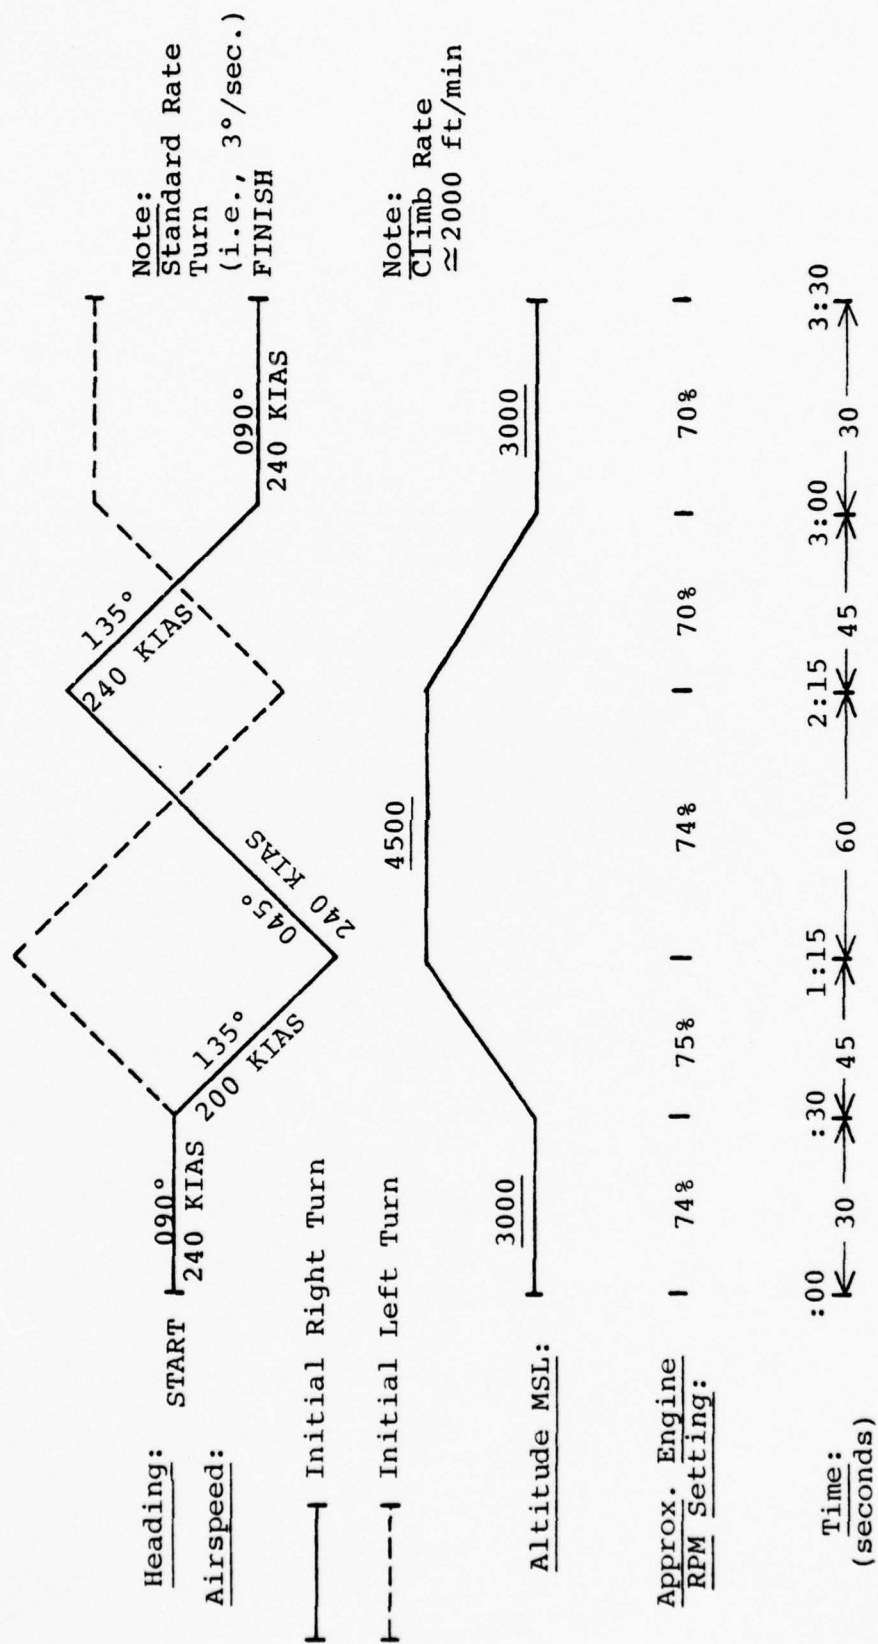 Heading: START
Airspeed:
090°
240 KIAS
135°
200 KIAS
045°
240 KIAS
135°
240 KIAS
090°
240 KIAS
Note:
Standard Rate
Turn
(i.e., 3°/sec.)
FINISH
Initial Right Turn
Initial Left Turn
Note:
Climb Rate
≃2000 ft/min
Altitude MSL:
3000
4500
3000
Approx. Engine
RPM Setting:
74%
75%
74%
70%
70%
Time:
(seconds)
:00
:30
1:15
2:15
3:00
3:30
30
45
60
45
30